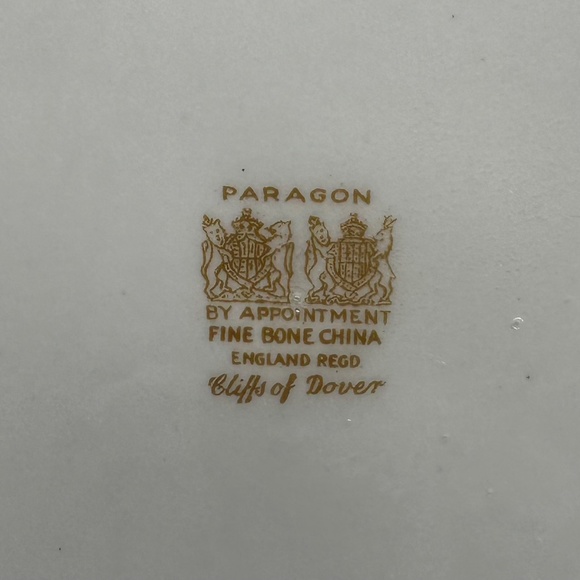 PARAGON
BY APPOINTMENT
FINE BONE CHINA
ENGLAND REGD
'Cliffs of Dover